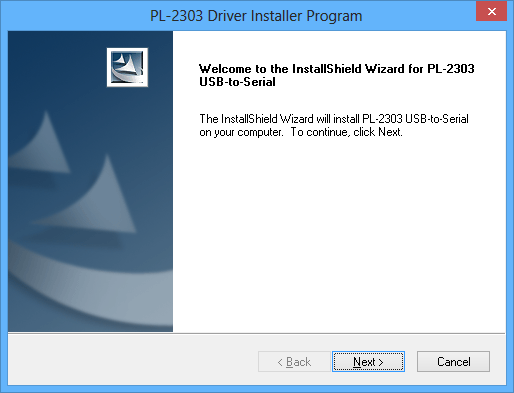 PL-2303 Driver Installer Program
Welcome to the InstallShield Wizard for PL-2303
USB-to-Serial
The InstallShield Wizard will install PL-2303 USB-to-Serial
on your computer.  To continue, click Next.
< Back
Next >
Cancel